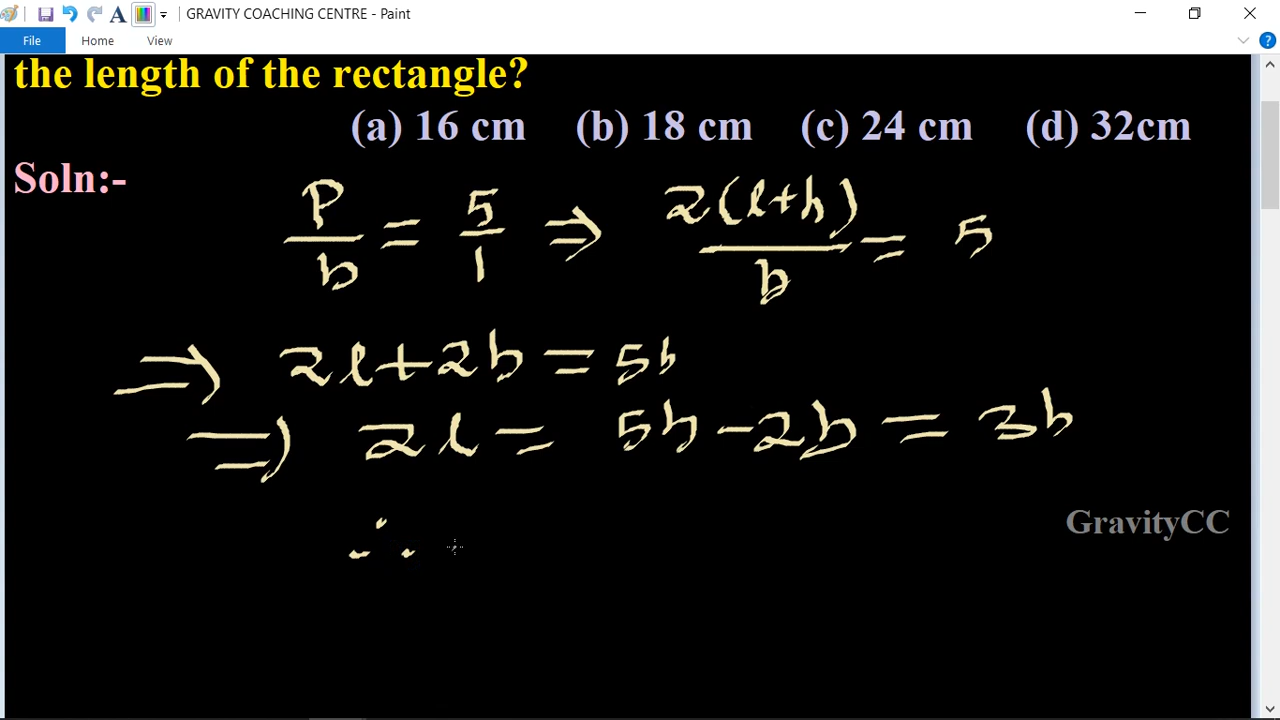 GRAVITY COACHING CENTRE - Paint
File Home View
the length of the rectangle?
(a) 16 cm (b) 18 cm (c) 24 cm (d) 32cm
Soln:-
P/b = 5/1 ⇒ 2(l+b)/b = 5
⇒ 2l+2b = 5b
⇒ 2l = 5b-2b = 3b
∴
GravityCC